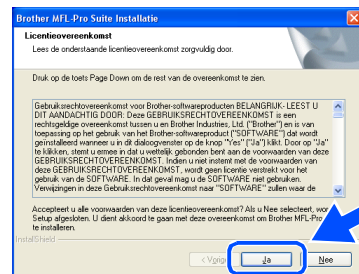 Brother MFL-Pro Suite Installatie
Licentieovereenkomst
Lees de onderstaande licentieovereenkomst zorgvuldig door.
Druk op de toets Page Down om de rest van de overeenkomst te zien.
Gebruiksrechtovereenkomst voor Brother-softwareproducten BELANGRIJK- LEEST U
DIT AANDACHTIG DOOR: Deze GEBRUIKSRECHTOVEREENKOMST is een
rechtsgeldige overeenkomst tussen u en Brother Industries, Ltd. ("Brother") en is van
toepassing op het gebruik van het Brother-softwareproduct ("SOFTWARE") dat wordt
geïnstalleerd wanneer u in dit dialoogvenster op de knop "Yes" ("Ja") klikt. Door op "Ja"
te klikken, stemt u ermee in dat u wettelijk gebonden bent aan de voorwaarden van deze
GEBRUIKSRECHTOVEREENKOMST. Indien u niet instemt met de voorwaarden van
deze GEBRUIKSRECHTOVEREENKOMST, wordt geen licentie verstrekt voor het
gebruik van de SOFTWARE. In dat geval mag u de SOFTWARE niet gebruiken.
Verwijzingen in deze Gebruiksrechtovereenkomst naar "SOFTWARE" zullen waar de
Accepteert u alle voorwaarden van deze licentieovereenkomst? Als u Nee selecteert, wor
Setup afgesloten. U dient akkoord te gaan met deze overeenkomst om Brother MFL-Pro
te installeren.
InstallShield
< Vorige Ja Nee